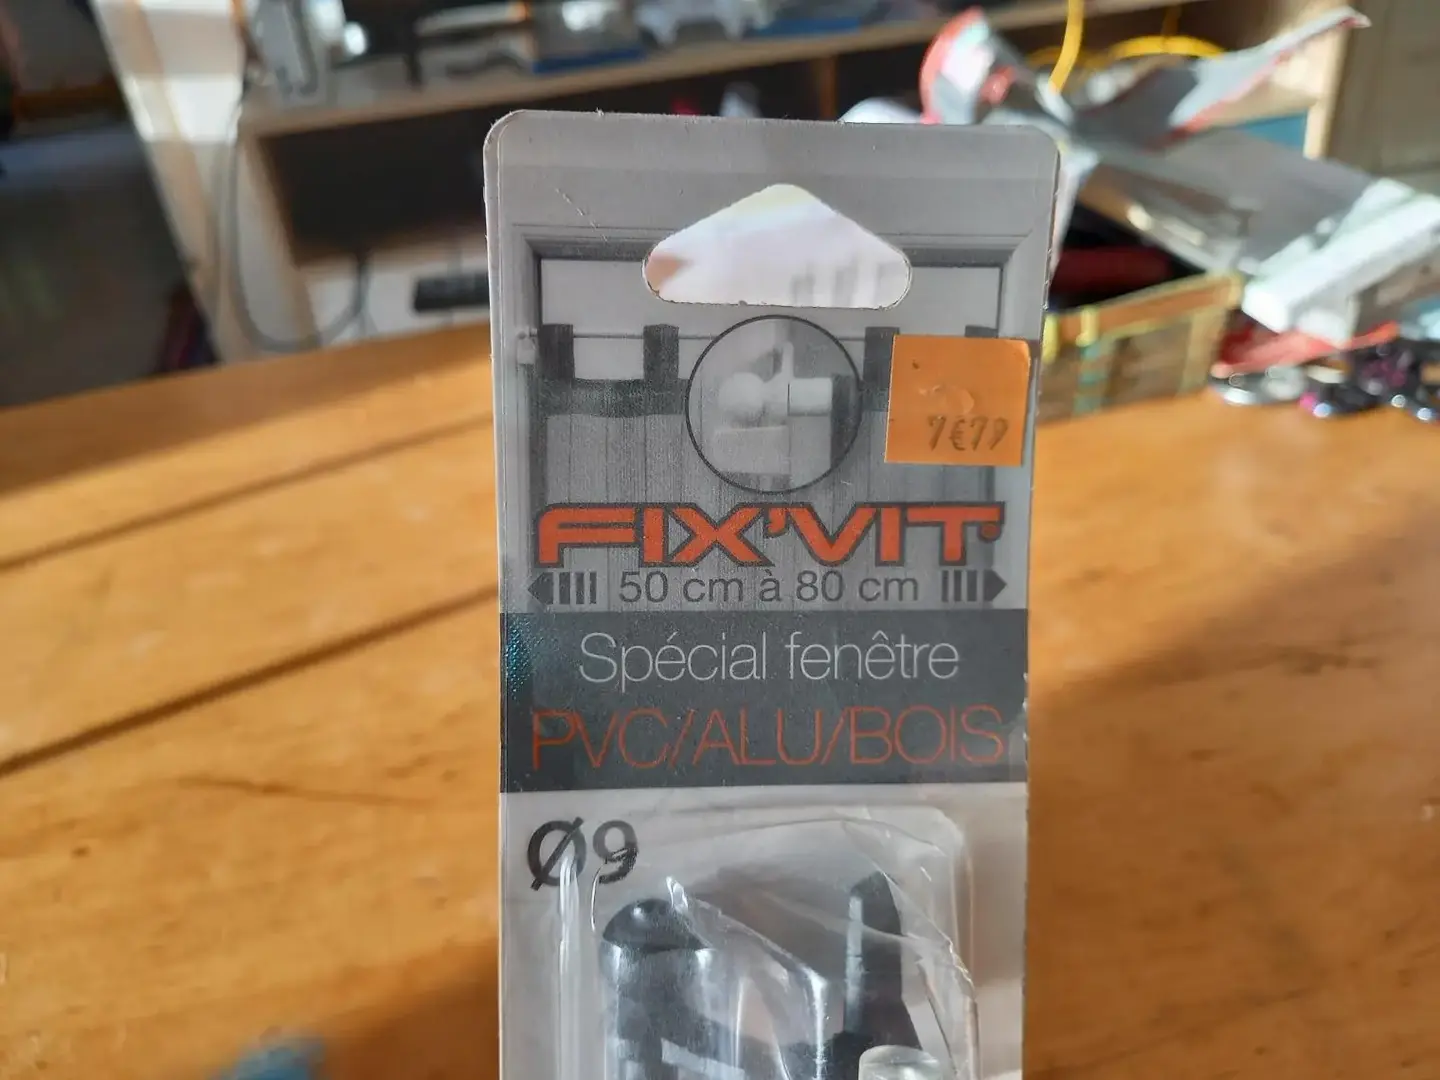 7€79
FIX'VIT®
50 cm à 80 cm
Spécial fenêtre
PVC/ALU/BOIS
Ø9